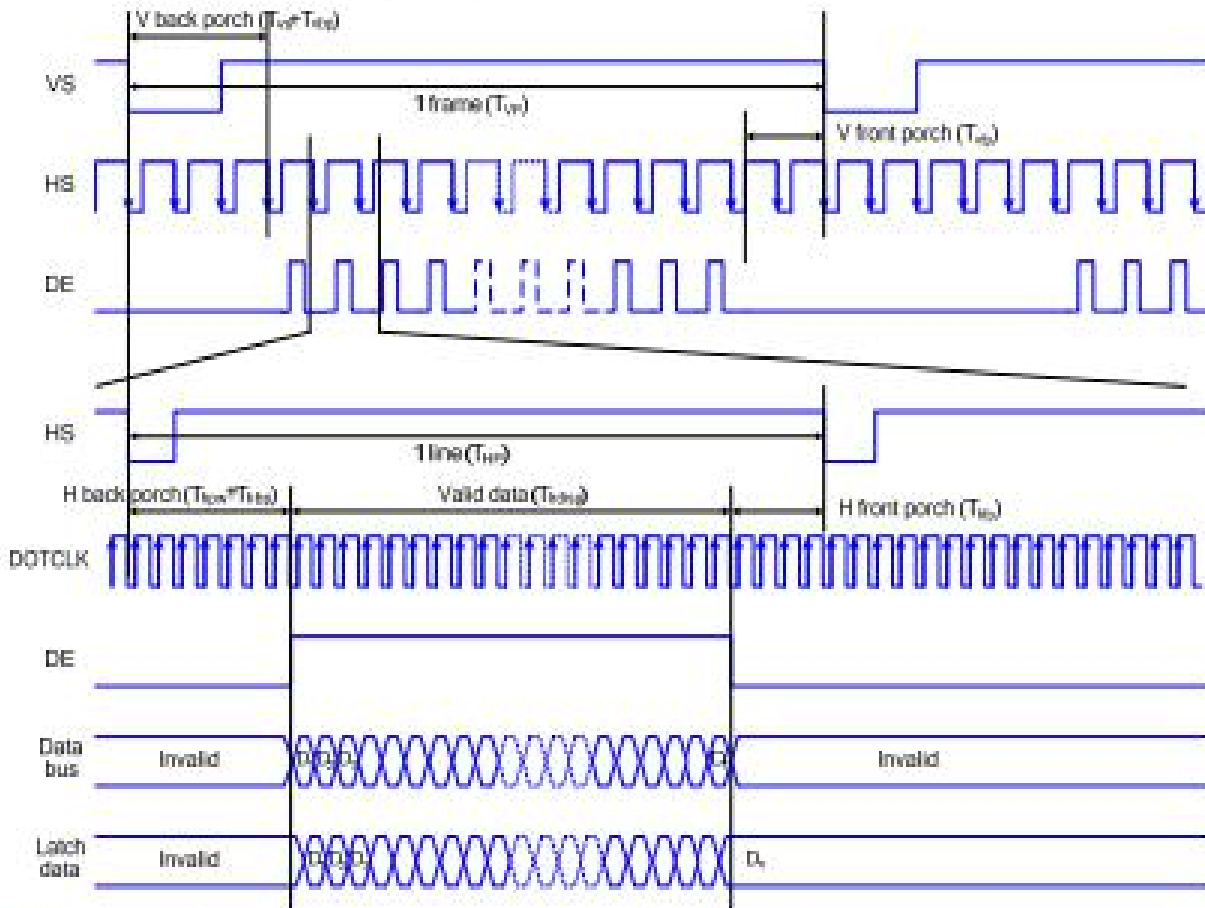 V back porch
VS
1 frame (T
V front porch
HS
DE
HS
1 line
H back porch
Valid data
H front porch
DOTCLK
DE
Data
bus
Invalid
Invalid
Latch
data
Invalid